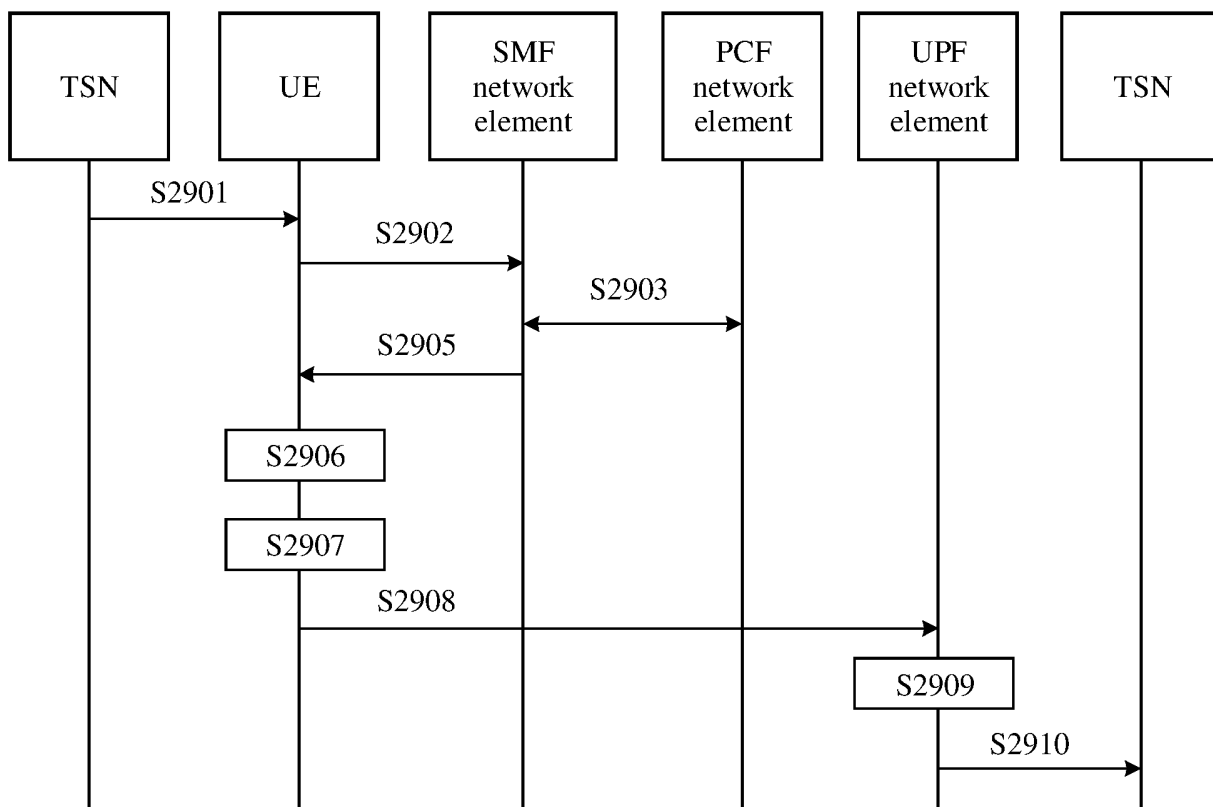 TSN
UE
SMF
network
element
PCF
network
element
UPF
network
element
TSN
S2901
S2902
S2903
S2905
S2906
S2907
S2908
S2909
S2910